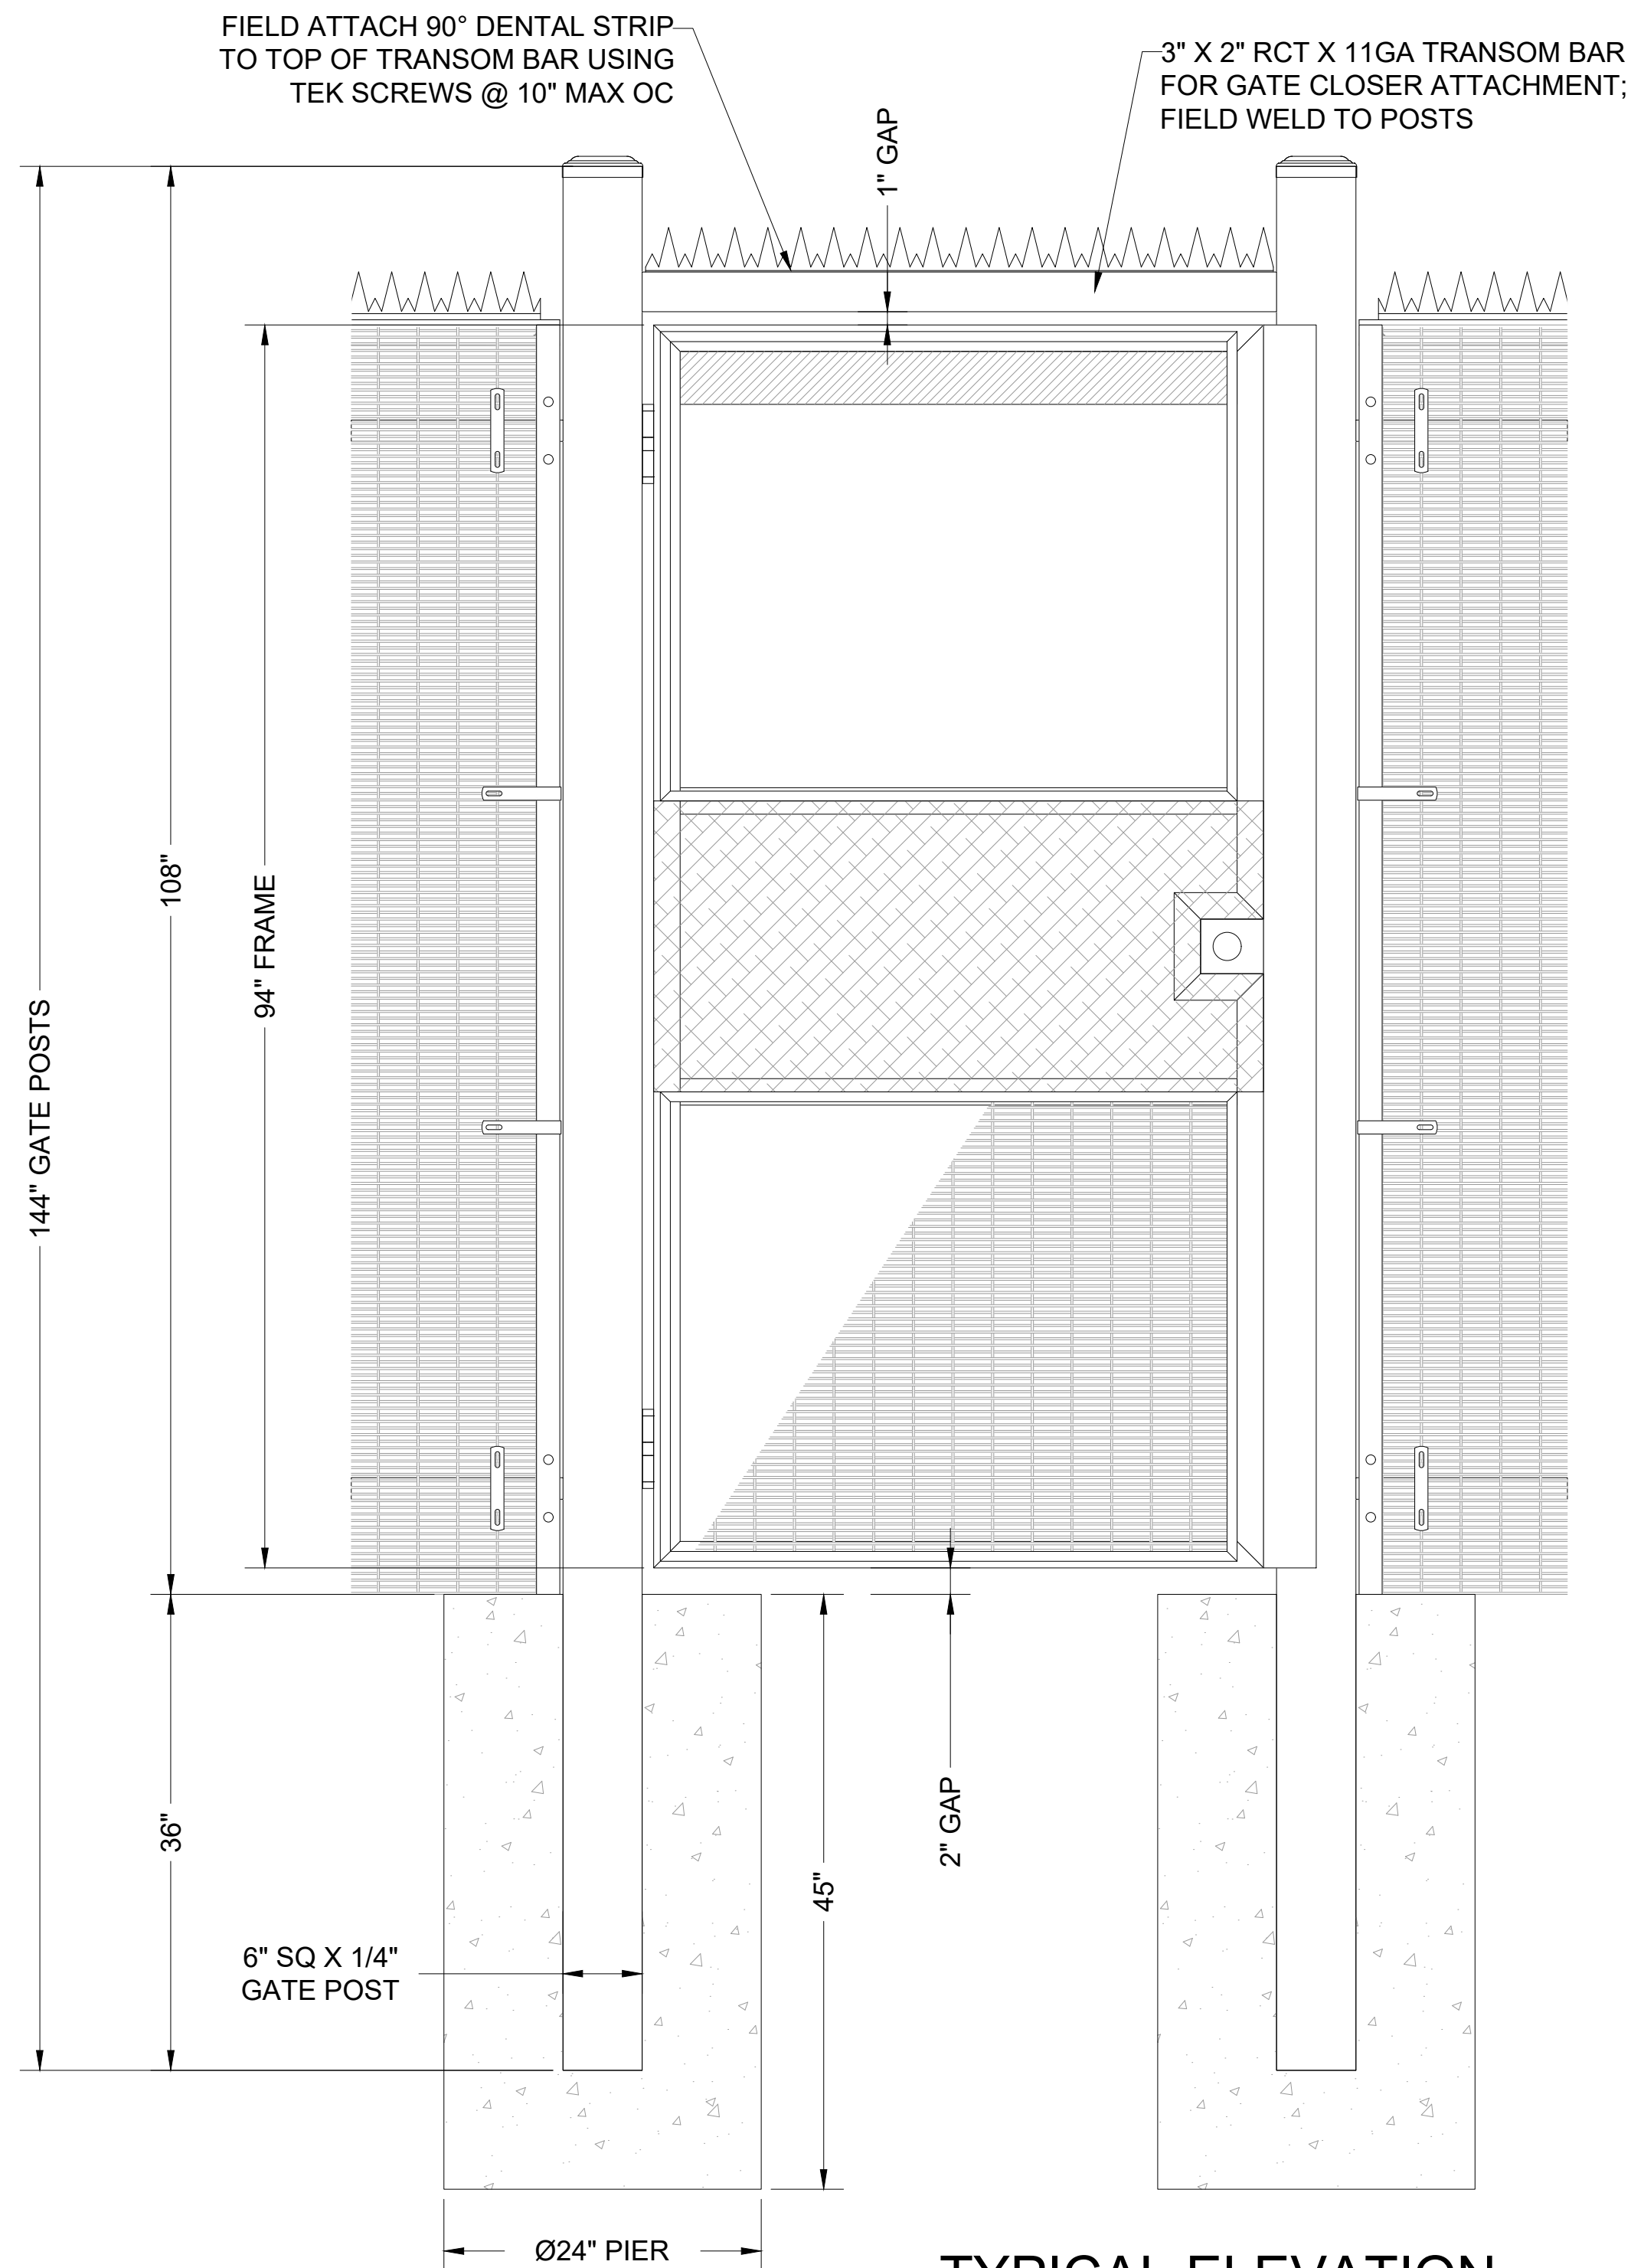 FIELD ATTACH 90° DENTAL STRIP
TO TOP OF TRANSOM BAR USING
TEK SCREWS @ 10" MAX OC
3" X 2" RCT X 11GA TRANSOM BAR
FOR GATE CLOSER ATTACHMENT;
FIELD WELD TO POSTS
1" GAP
108"
94" FRAME
144" GATE POSTS
36"
2" GAP
45"
6" SQ X 1/4"
GATE POST
Ø24" PIER
TYPICAL ELEVATION